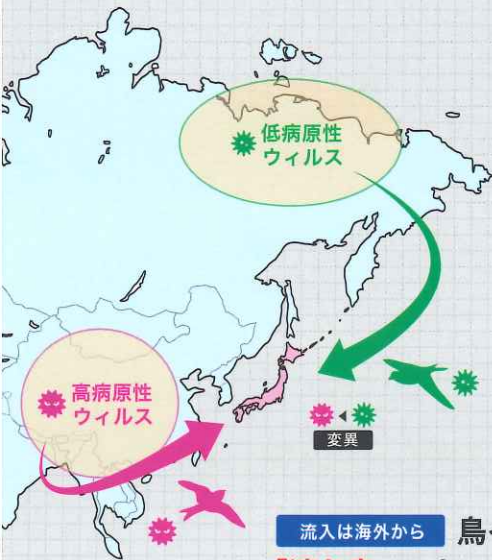 低病原性
ウィルス
高病原性
ウィルス
変異
流入は海外から
鳥